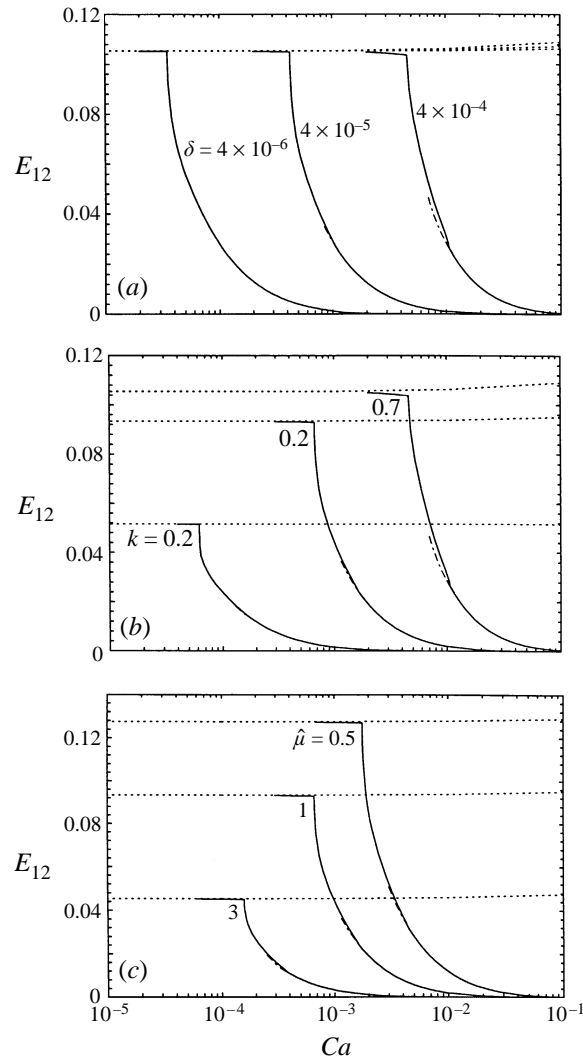 0.12
0.08
E₁₂
0.04
0
δ = 4 × 10⁻⁶
4 × 10⁻⁵
4 × 10⁻⁴
(a)
0.12
0.08
E₁₂
0.04
0
k = 0.2
0.2
0.7
(b)
0.12
0.08
E₁₂
0.04
0
μ̂ = 0.5
1
3
(c)
10⁻⁵
10⁻⁴
10⁻³
10⁻²
10⁻¹
Ca